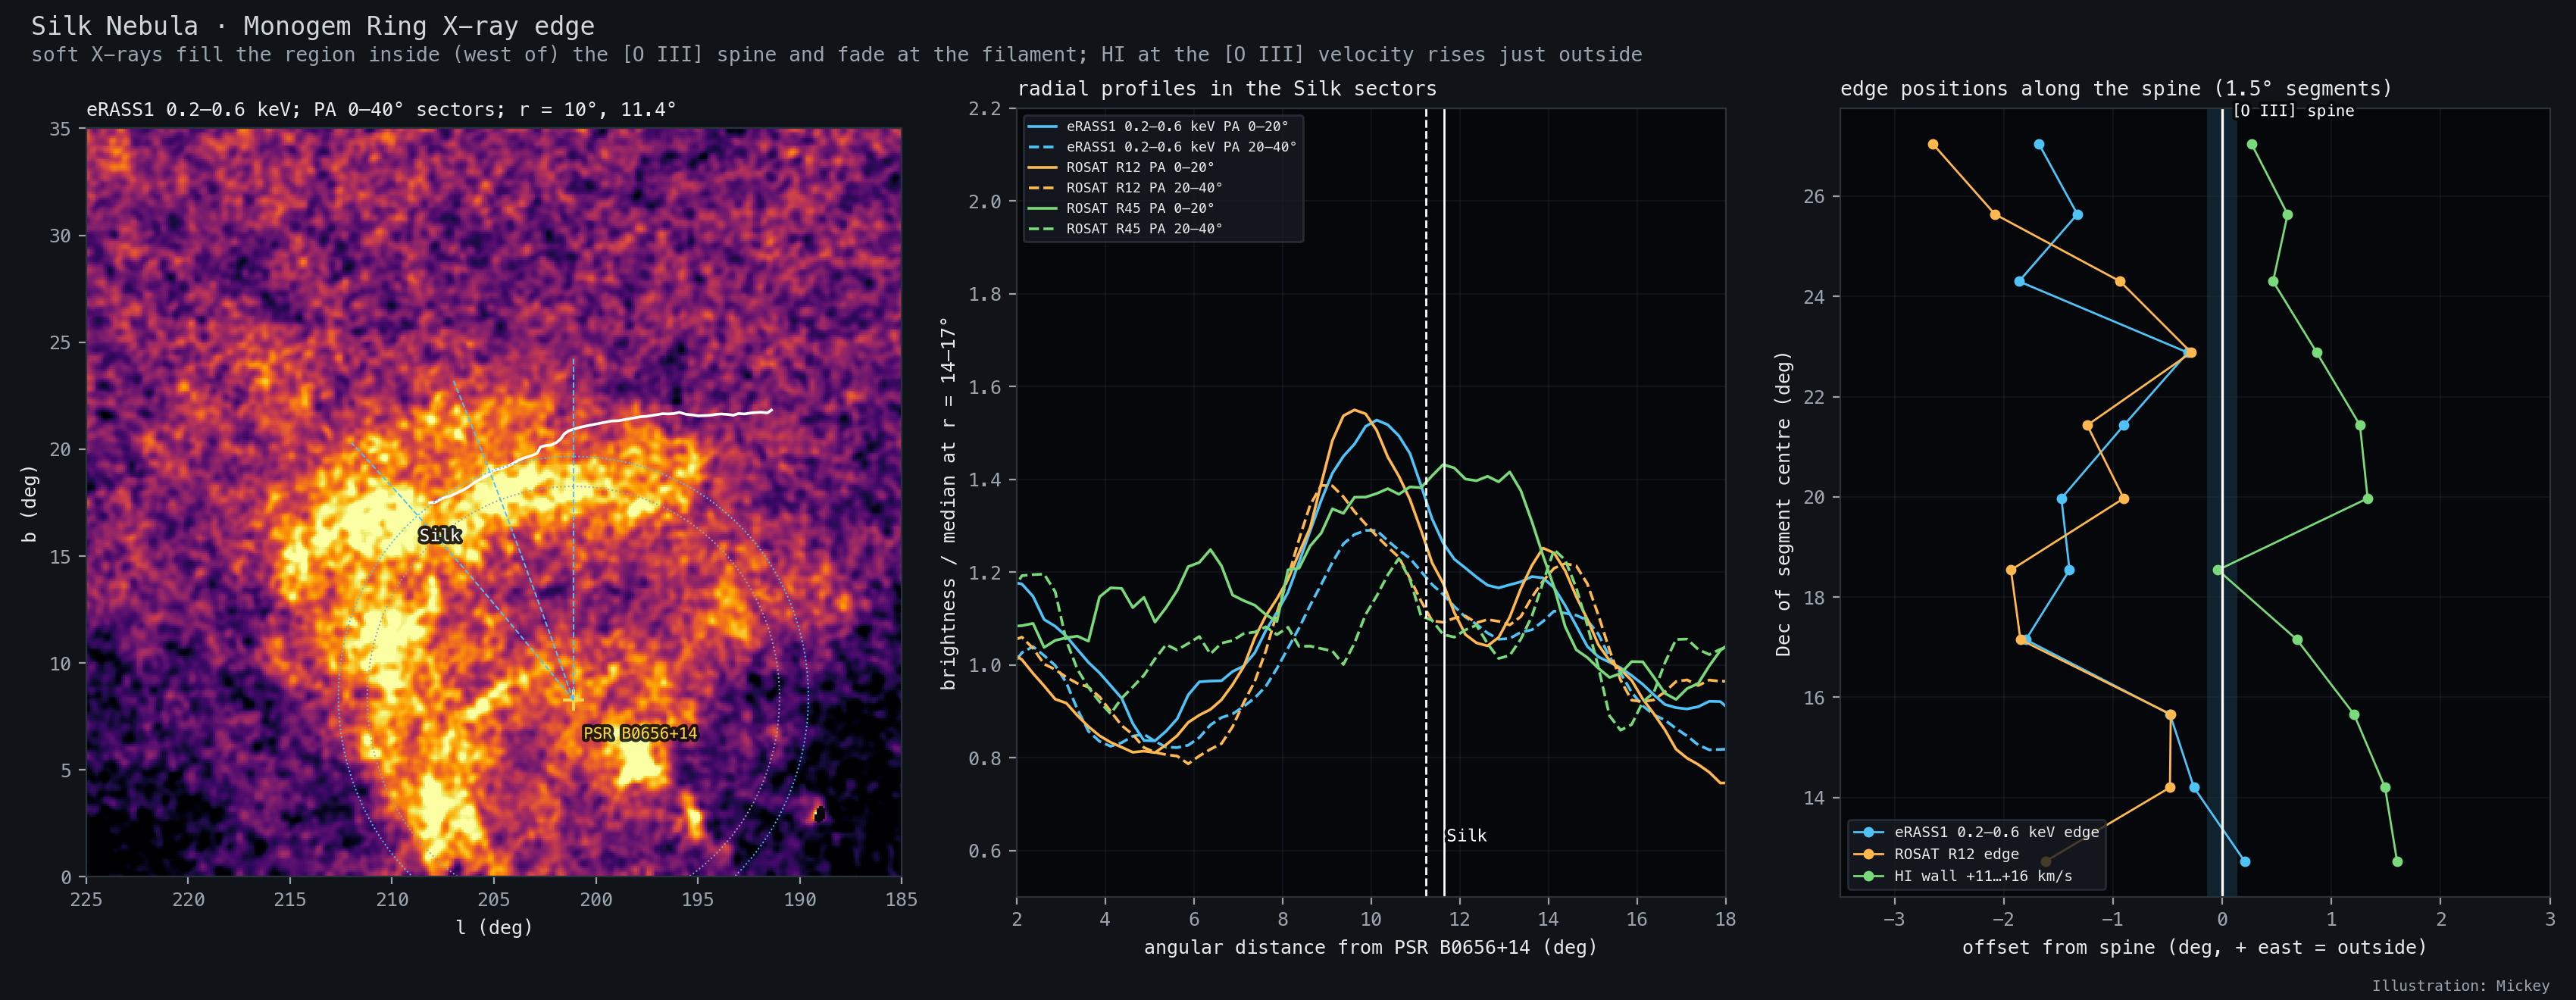 Silk Nebula · Monogem Ring X−ray edge
soft X−rays fill the region inside (west of) the [O III] spine and fade at the filament; HI at the [O III] velocity rises just outside
eRASS1 0.2–0.6 keV; PA 0–40° sectors; r = 10°, 11.4°
35
30
25
20
15
10
5
0
b (deg)
225
220
215
210
205
200
195
190
185
l (deg)
Silk
PSR B0656+14
radial profiles in the Silk sectors
2.2
2.0
1.8
1.6
1.4
1.2
1.0
0.8
0.6
brightness / median at r = 14–17°
eRASS1 0.2–0.6 keV PA 0–20°
eRASS1 0.2–0.6 keV PA 20–40°
ROSAT R12 PA 0–20°
ROSAT R12 PA 20–40°
ROSAT R45 PA 0–20°
ROSAT R45 PA 20–40°
Silk
2
4
6
8
10
12
14
16
18
angular distance from PSR B0656+14 (deg)
edge positions along the spine (1.5° segments)
[O III] spine
26
24
22
20
18
16
14
Dec of segment centre (deg)
eRASS1 0.2–0.6 keV edge
ROSAT R12 edge
HI wall +11…+16 km/s
−3
−2
−1
0
1
2
3
offset from spine (deg, + east = outside)
Illustration: Mickey